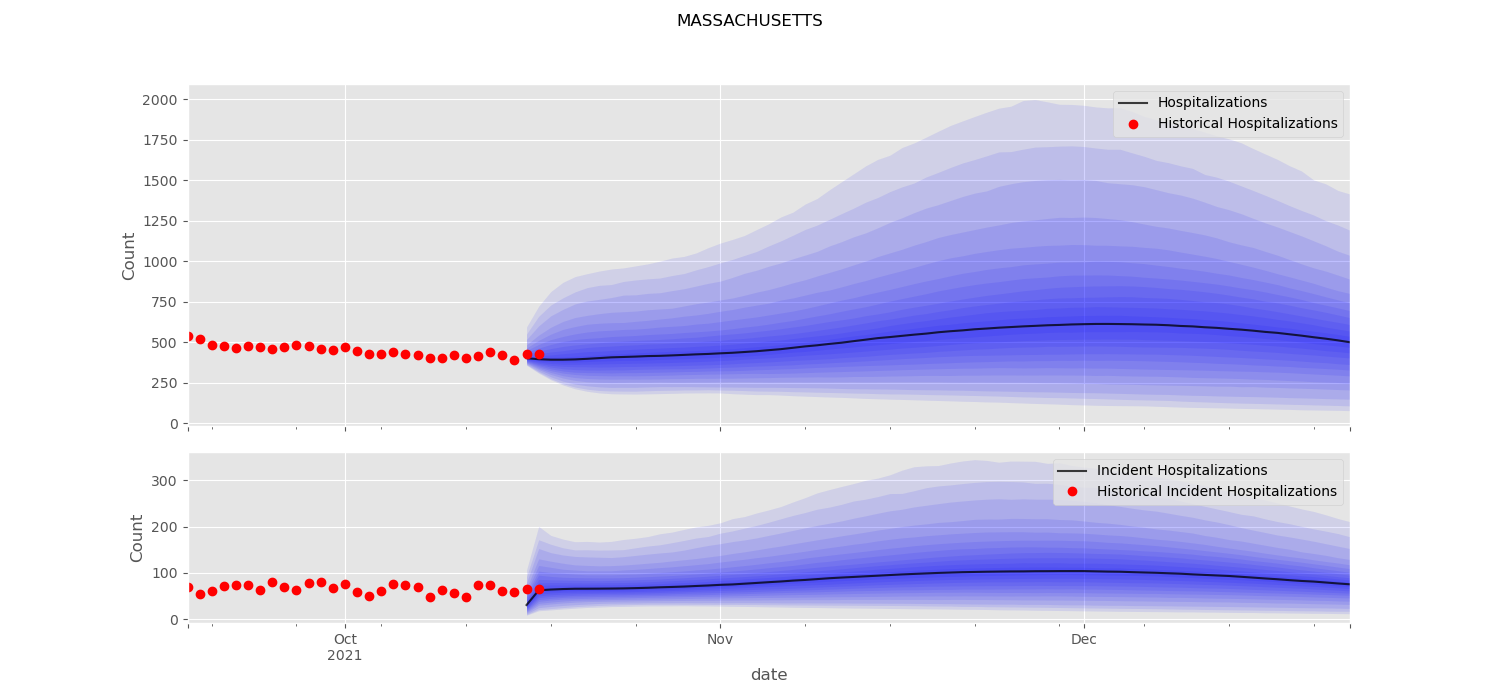 MASSACHUSETTS
2000
1750
1500
1250
1000
750
500
250
0
Count
Hospitalizations
Historical Hospitalizations
300
200
100
0
Count
Incident Hospitalizations
Historical Incident Hospitalizations
Oct
2021
Nov
Dec
date